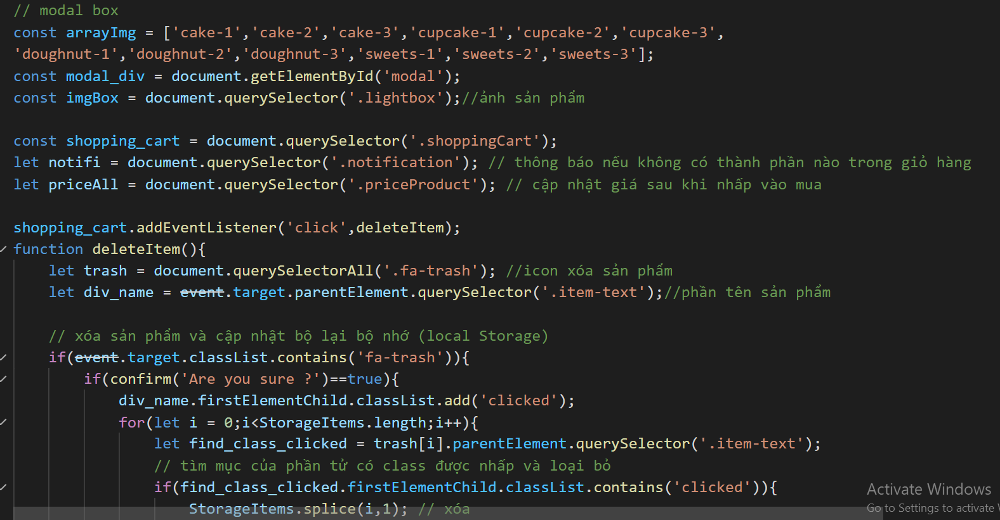 // modal box
const arrayImg = ['cake-1','cake-2','cake-3','cupcake-1','cupcake-2','cupcake-3',
'doughnut-1','doughnut-2','doughnut-3','sweets-1','sweets-2','sweets-3'];
const modal_div = document.getElementById('modal');
const imgBox = document.querySelector('.lightbox');//ảnh sản phẩm
const shopping_cart = document.querySelector('.shoppingCart');
let notifi = document.querySelector('.notification'); // thông báo nếu không có thành phần nào trong giỏ hàng
let priceAll = document.querySelector('.priceProduct'); // cập nhật giá sau khi nhấp vào mua
shopping_cart.addEventListener('click',deleteItem);
function deleteItem(){
let trash = document.querySelectorAll('.fa-trash'); //icon xóa sản phẩm
let div_name = event.target.parentElement.querySelector('.item-text');//phần tên sản phẩm
// xóa sản phẩm và cập nhật bộ lại bộ nhớ (local Storage)
if(event.target.classList.contains('fa-trash')){
if(confirm('Are you sure ?')==true){
div_name.firstElementChild.classList.add('clicked');
for(let i = 0;i<StorageItems.length;i++){
let find_class_clicked = trash[i].parentElement.querySelector('.item-text');
// tìm mục của phần tử có class được nhấp và loại bỏ
if(find_class_clicked.firstElementChild.classList.contains('clicked')){
StorageItems.splice(i,1); // xóa
Activate Windows
Go to Settings to activate